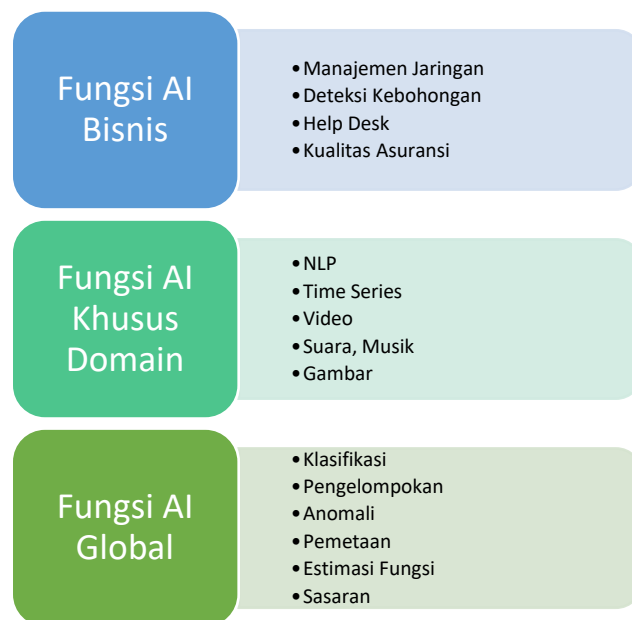 Fungsi AI
Bisnis
•Manajemen Jaringan
•Deteksi Kebohongan
•Help Desk
•Kualitas Asuransi
Fungsi AI
Khusus
Domain
•NLP
•Time Series
•Video
•Suara, Musik
•Gambar
Fungsi AI
Global
•Klasifikasi
•Pengelompokan
•Anomali
•Pemetaan
•Estimasi Fungsi
•Sasaran